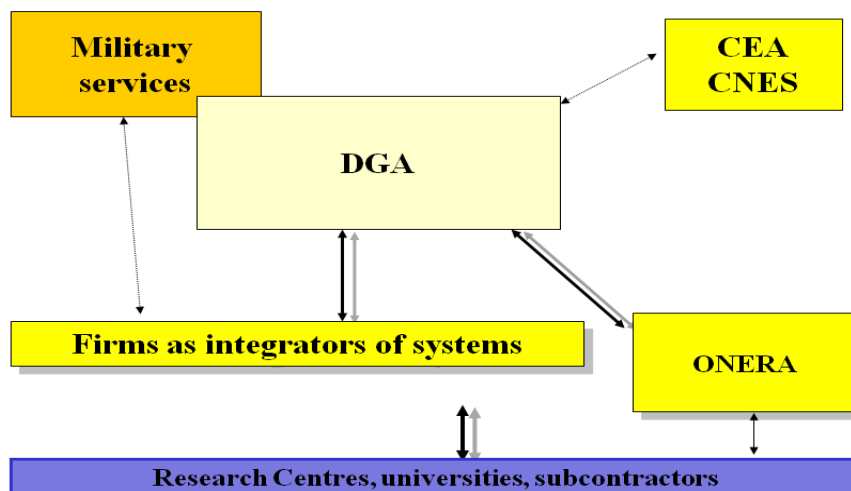 Military
services
CEA
CNES
DGA
Firms as integrators of systems
ONERA
Research Centres, universities, subcontractors